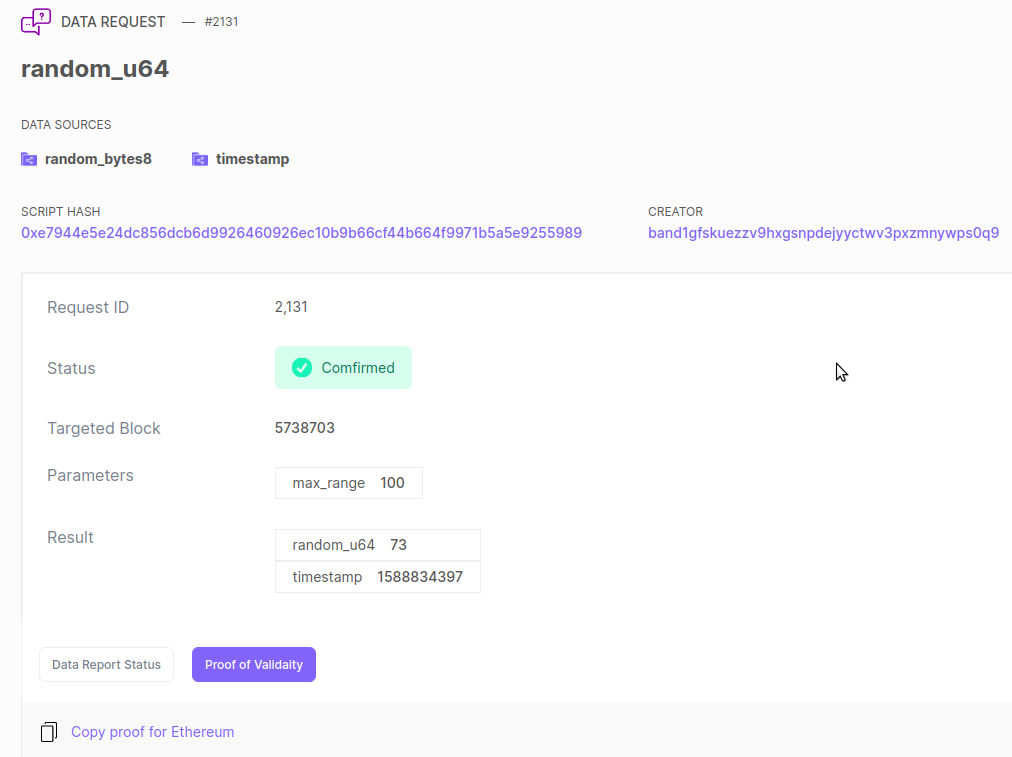 DATA REQUEST — #2131
random_u64
DATA SOURCES
random_bytes8 timestamp
SCRIPT HASH CREATOR
0xe7944e5e24dc856dcb6d9926460926ec10b9b66cf44b664f9971b5a5e9255989 band1gfskuezzv9hxgsnpdejyyctwv3pxzmnywps0q9
Request ID 2,131
Status Comfirmed
Targeted Block 5738703
Parameters max_range 100
Result random_u64 73
timestamp 1588834397
Data Report Status Proof of Validaity
Copy proof for Ethereum